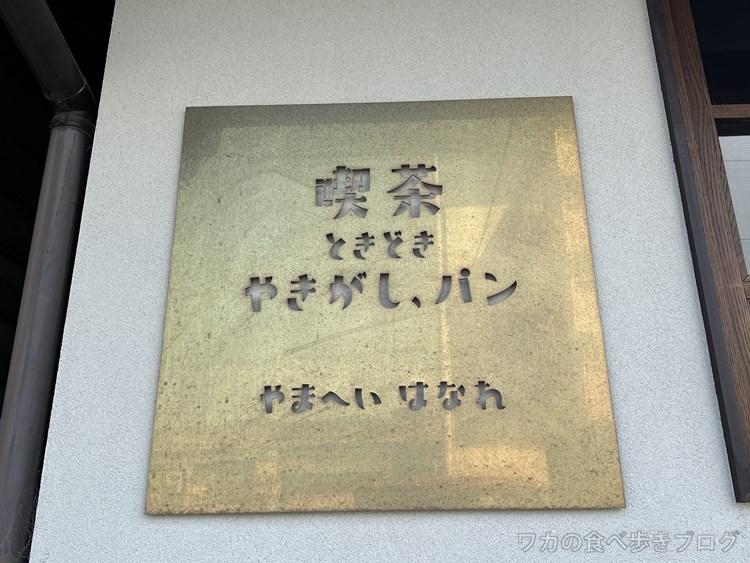 喫茶
ときどき
やきがし、パン
やまへい はなれ
ワカの食べ歩きブログ